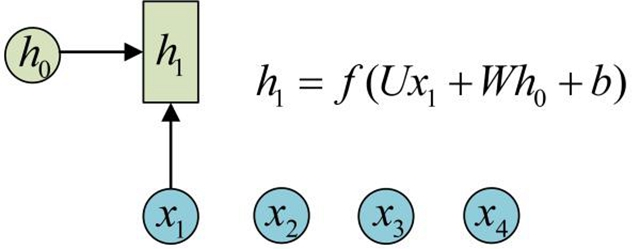 h₀
h₁
h₁ = f(Ux₁ + Wh₀ + b)
x₁ x₂ x₃ x₄